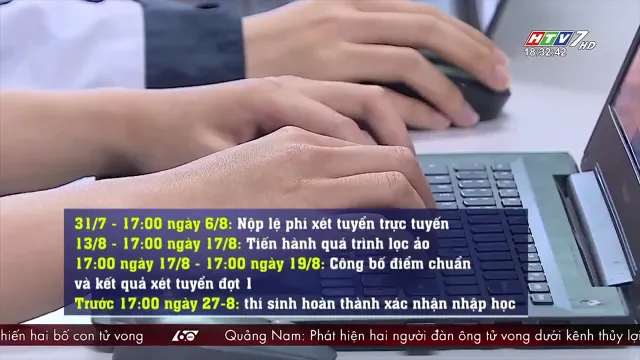 HTV7 HD
18:32:42
31/7 - 17:00 ngày 6/8: Nộp lệ phí xét tuyển trực tuyến
13/8 - 17:00 ngày 17/8: Tiến hành quá trình lọc ảo
17:00 ngày 17/8 - 17:00 ngày 19/8: Công bố điểm chuẩn
và kết quả xét tuyển đợt 1
Trước 17:00 ngày 27-8: thí sinh hoàn thành xác nhận nhập học
hiến hai bố con tử vong 60 Quảng Nam: Phát hiện hai người đàn ông tử vong dưới kênh thủy lợi